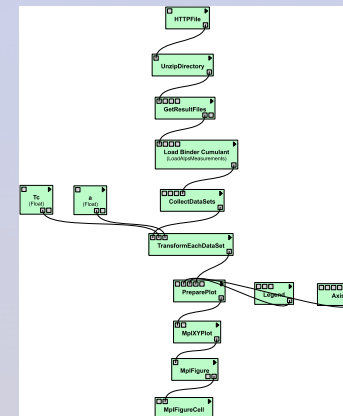 HTTPFile
UnzipDirectory
GetResultFiles
Load Binder Cumulant
(LoadAlpsMeasurements)
Tc
(Float)
a
(Float)
CollectDataSets
TransformEachDataSet
PreparePlot
Legend
Axis
MplXYPlot
MplFigure
MplFigureCell